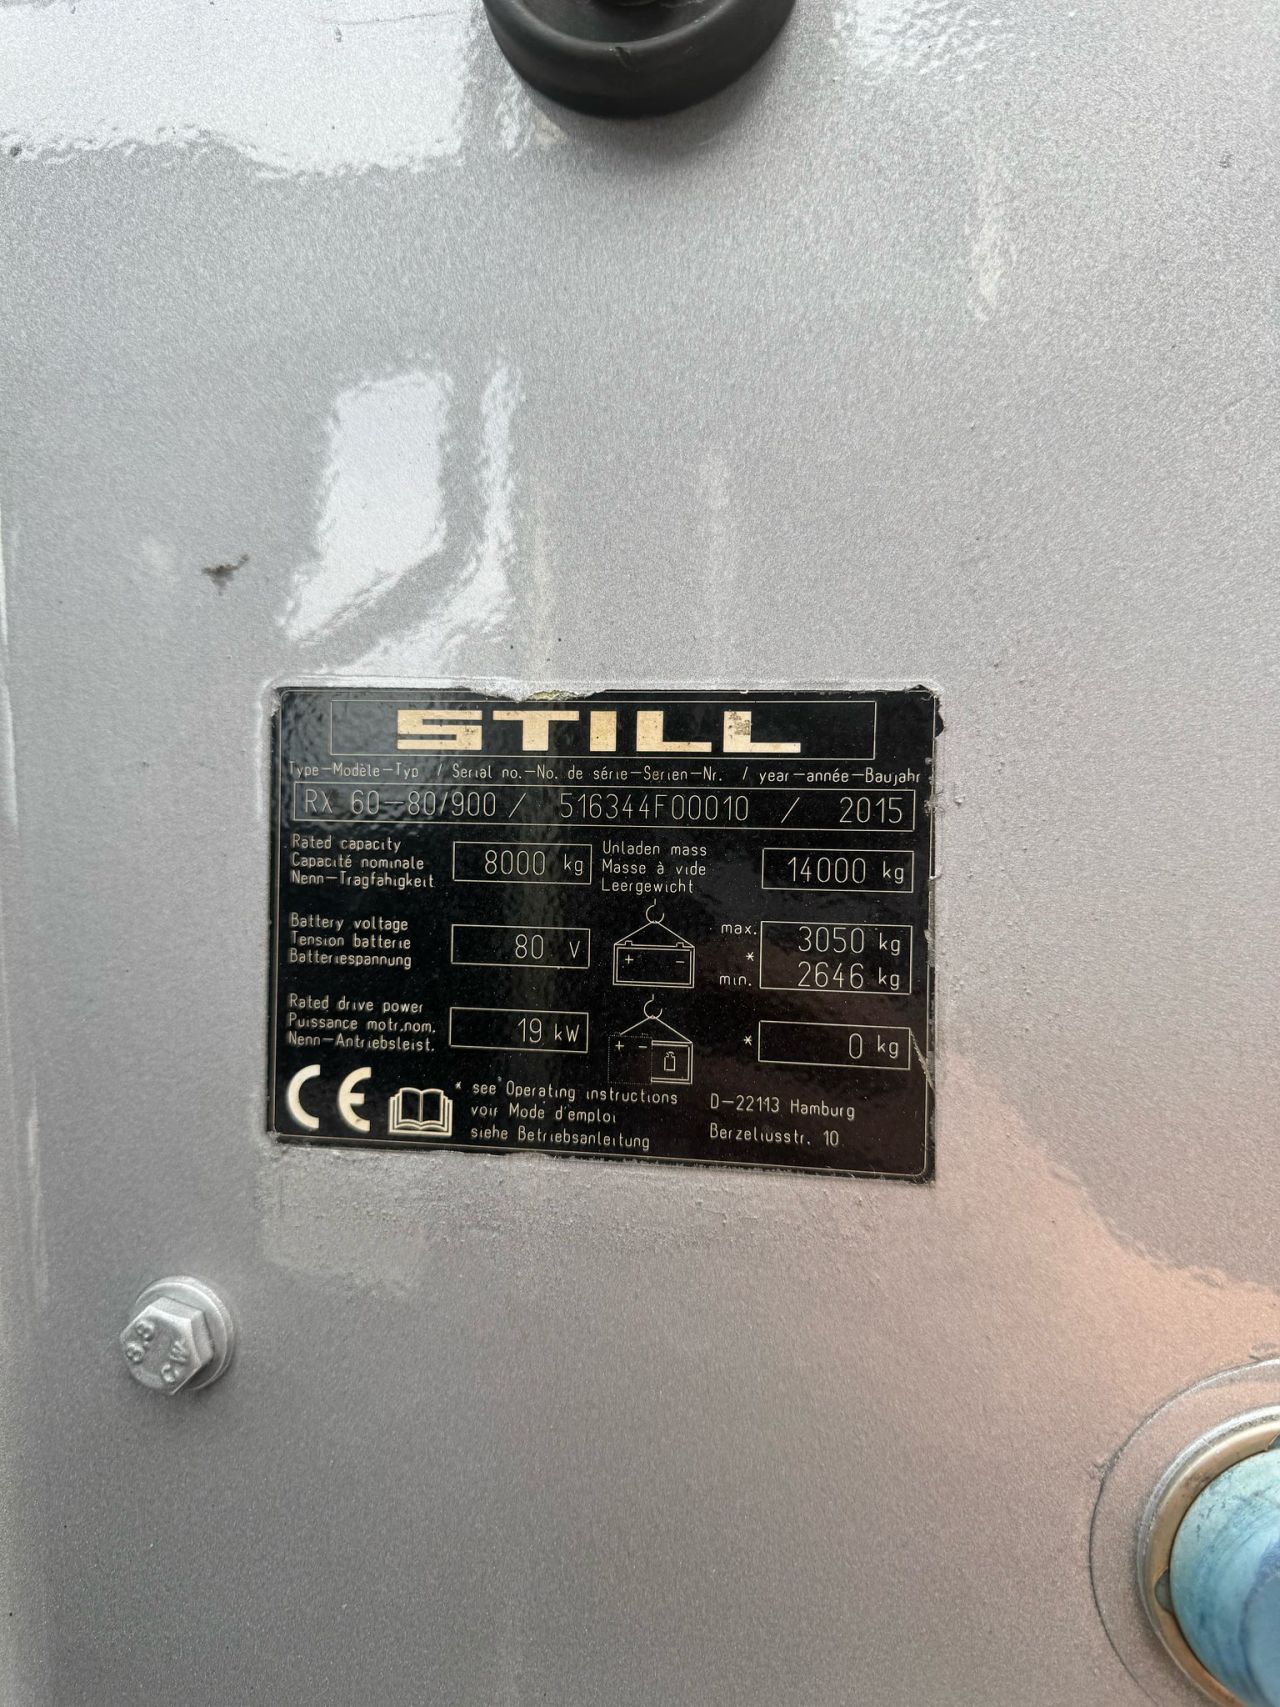 STILL
Type-Modèle-Typ / Serial no.-No. de série-Serien-Nr. / year-année-Baujahr
RX 60-80/900 / 516344F00010 / 2015
Rated capacity
Capacité nominale
Nenn-Tragfähigkeit
8000 kg
Unladen mass
Masse à vide
Leergewicht
14000 kg
Battery voltage
Tension batterie
Batteriespannung
80 V
+ -
max. 3050 kg
*
min. 2646 kg
Rated drive power
Puissance motr.nom.
Nenn-Antriebsleist.
19 kW
+ -
* 0 kg
CE
* see Operating instructions
voir Mode d'emploi
siehe Betriebsanleitung
D-22113 Hamburg
Berzeliusstr. 10
8.8